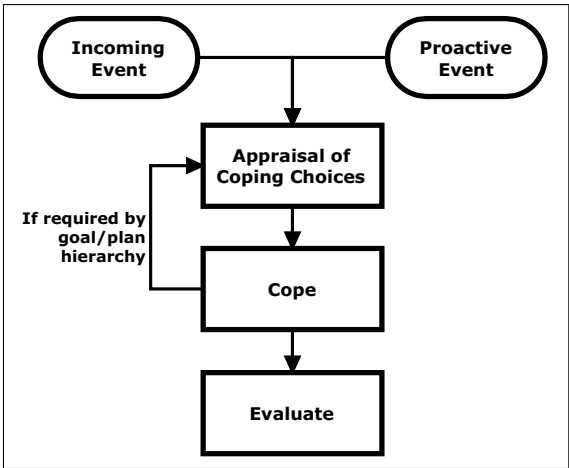 Incoming
Event
Proactive
Event
Appraisal of
Coping Choices
If required by
goal/plan
hierarchy
Cope
Evaluate